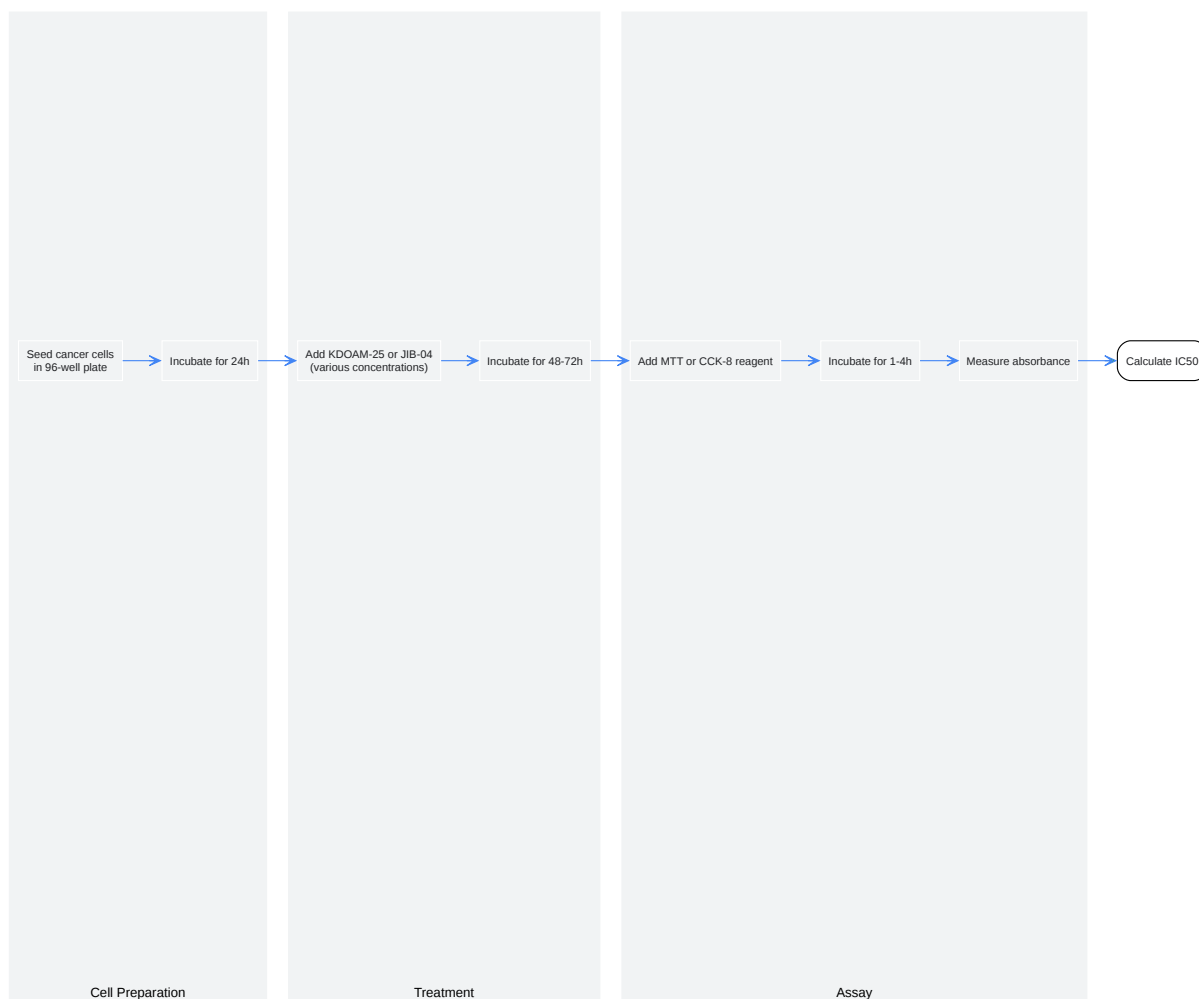 Seed cancer cells
in 96-well plate
Incubate for 24h
Add KDOAM-25 or JIB-04
(various concentrations)
Incubate for 48-72h
Add MTT or CCK-8 reagent
Incubate for 1-4h
Measure absorbance
Calculate IC50
Cell Preparation
Treatment
Assay